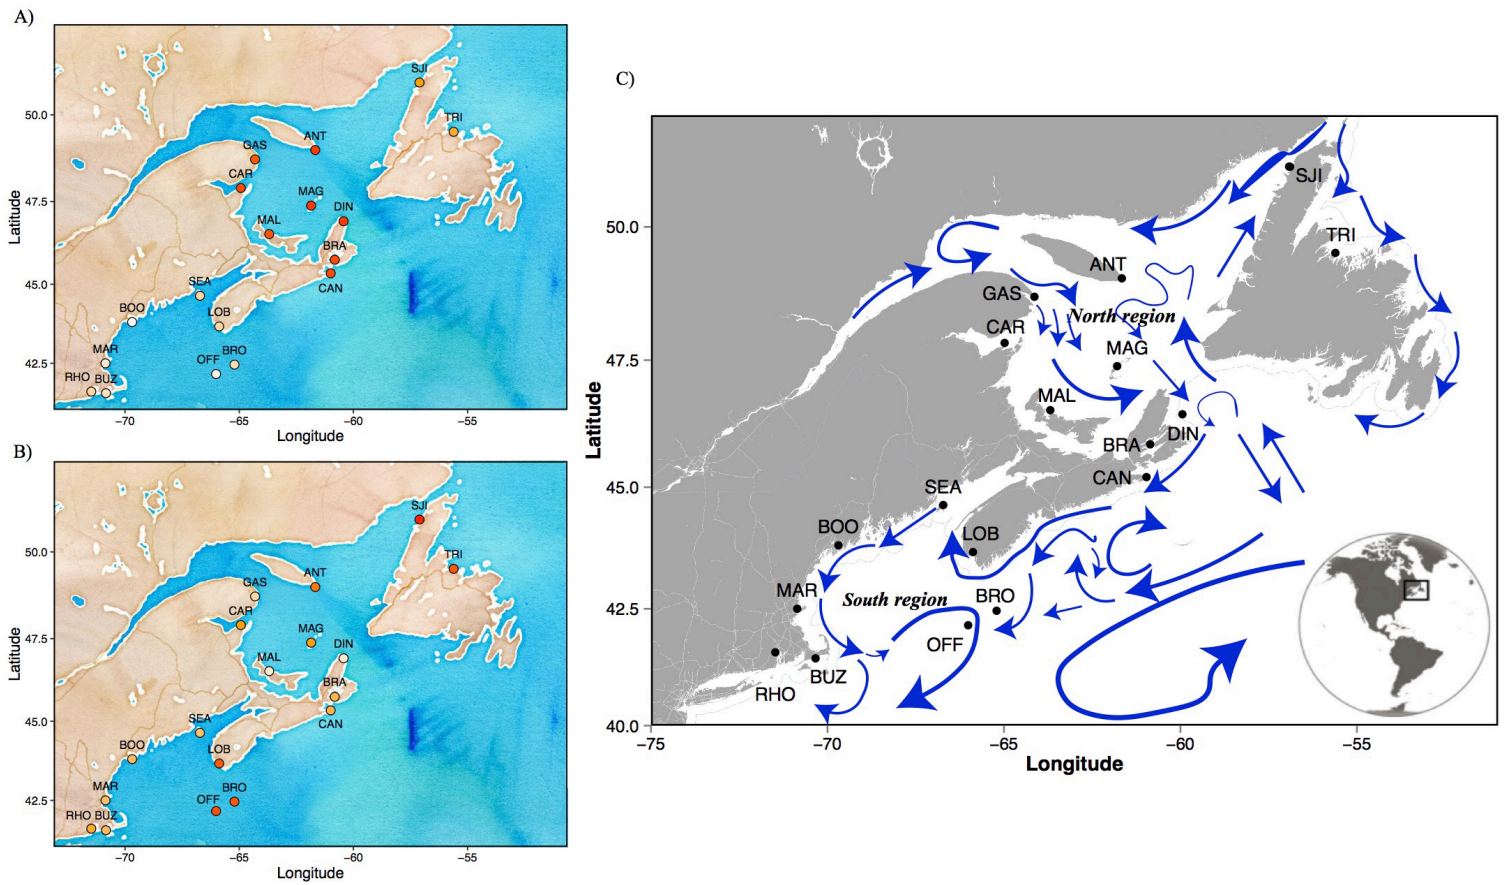 A)
SJI
50.0
TRI
ANT
GAS
CAR
Latitude
47.5
MAG
DIN
MAL
BRA
45.0
SEA
CAN
BOO
LOB
MAR
BRO
42.5
OFF
RHO BUZ
−70 −65 −60 −55
Longitude
B)
SJI
50.0
TRI
ANT
GAS
CAR
Latitude
47.5
MAG
DIN
MAL
BRA
45.0
SEA
CAN
BOO
LOB
MAR
BRO
42.5
OFF
RHO BUZ
−70 −65 −60 −55
Longitude
C)
SJI
50.0
TRI
ANT
GAS
North region
CAR
47.5
MAG
MAL
Latitude
DIN
BRA
CAN
45.0
SEA
BOO
LOB
MAR
BRO
South region
42.5
OFF
BUZ
RHO
40.0
−75 −70 −65 −60 −55
Longitude